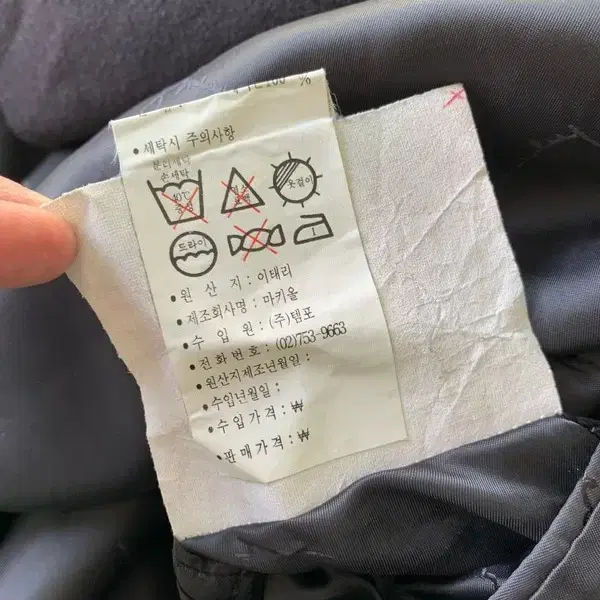 100 %
• 세탁시 주의사항
분리세탁
손세탁
옷걸이
드라이
• 원 산 지 : 이태리
• 제조회사명 : 마키올
• 수 입 원 : (주)템포
• 전 화 번 호 : (02)753-9663
• 원산지제조년월일 :
• 수입년월일 :
• 수 입 가 격 : ₩
• 판 매 가 격 : ₩